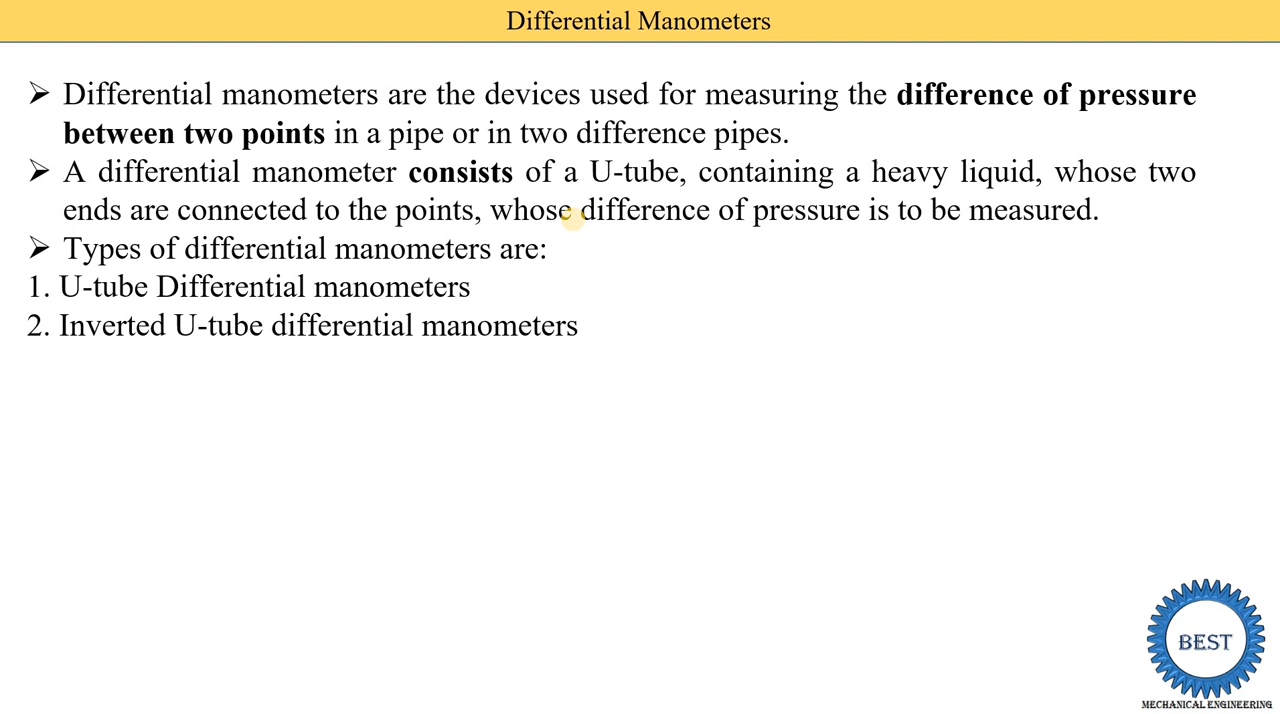 Differential Manometers
➢ Differential manometers are the devices used for measuring the difference of pressure
between two points in a pipe or in two difference pipes.
➢ A differential manometer consists of a U-tube, containing a heavy liquid, whose two
ends are connected to the points, whose difference of pressure is to be measured.
➢ Types of differential manometers are:
1. U-tube Differential manometers
2. Inverted U-tube differential manometers
BEST
MECHANICAL ENGINEERING